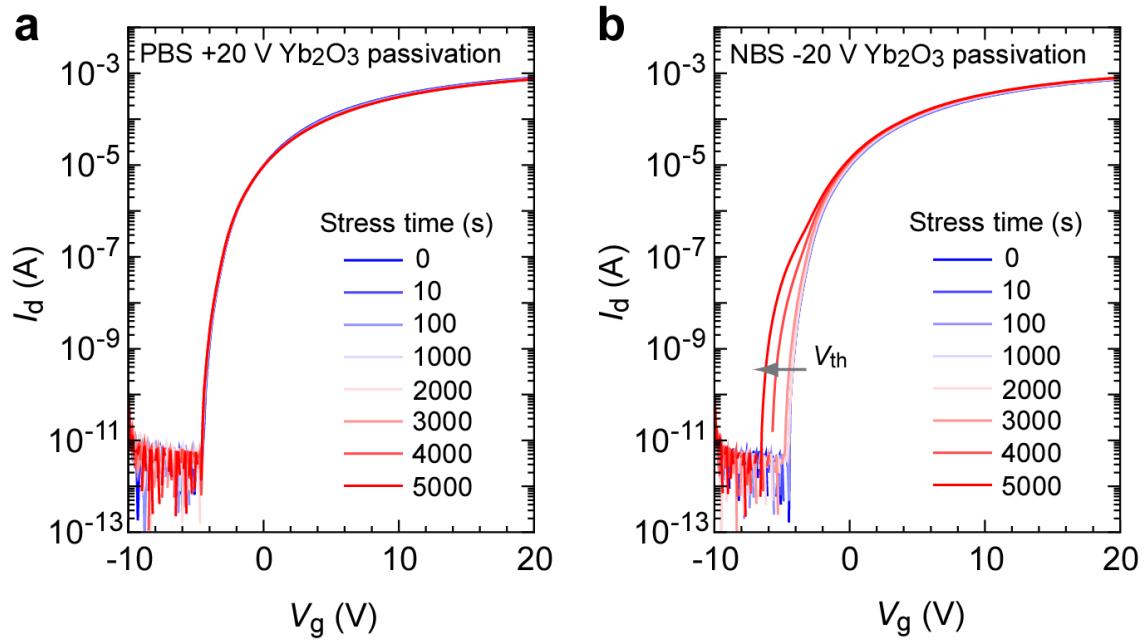 a
PBS +20 V Yb2O3 passivation
10-3
10-5
10-7
10-9
10-11
10-13
Id (A)
Stress time (s)
0
10
100
1000
2000
3000
4000
5000
-10 0 10 20
Vg (V)
b
NBS -20 V Yb2O3 passivation
10-3
10-5
10-7
10-9
10-11
10-13
Id (A)
Stress time (s)
0
10
100
1000
2000
3000
4000
5000
Vth
-10 0 10 20
Vg (V)